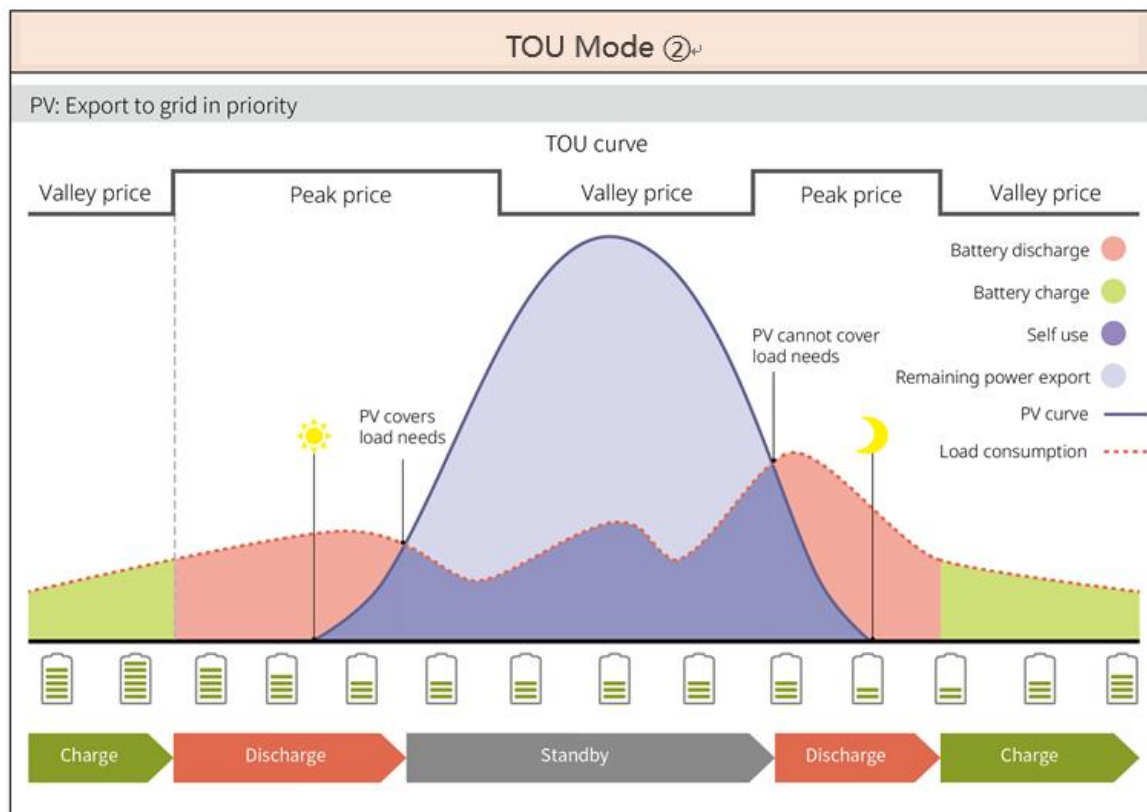 TOU Mode ②↵
PV: Export to grid in priority
TOU curve
Valley price
Peak price
Valley price
Peak price
Valley price
Battery discharge
Battery charge
Self use
Remaining power export
PV curve
Load consumption
PV cannot cover
load needs
PV covers
load needs
Charge
Discharge
Standby
Discharge
Charge